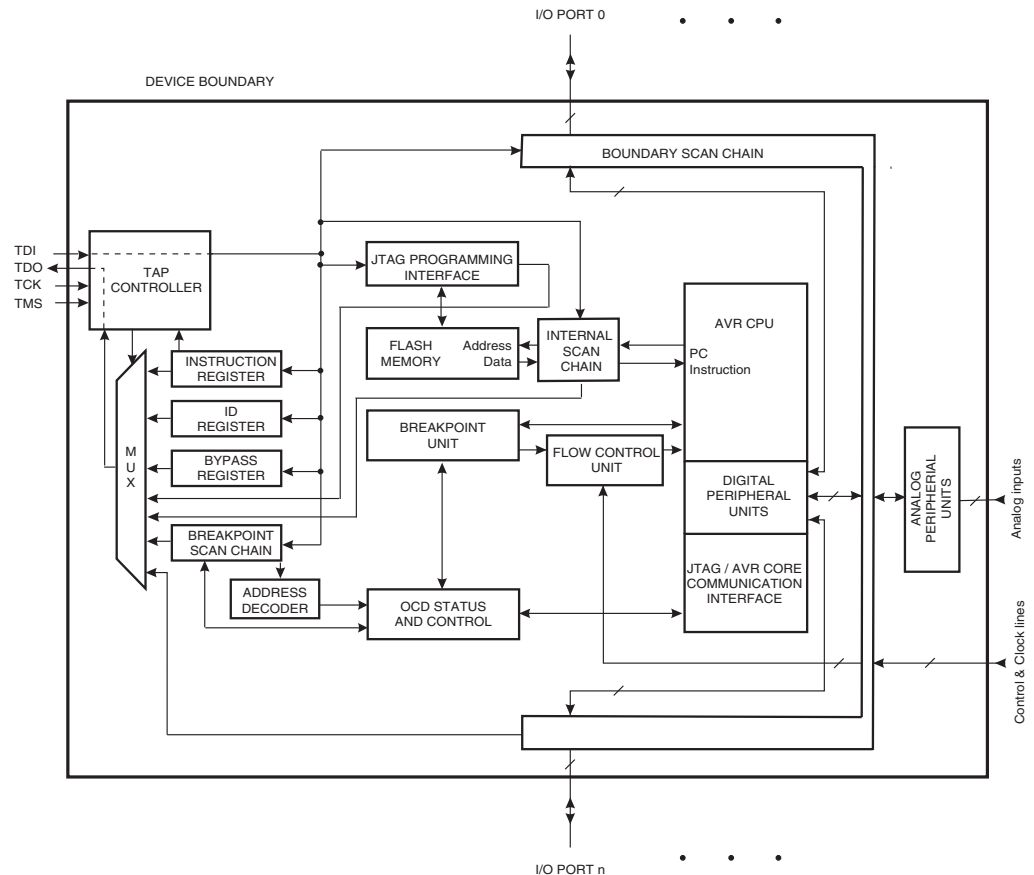 I/O PORT 0
DEVICE BOUNDARY
BOUNDARY SCAN CHAIN
TDI
TDO
TCK
TMS
TAP
CONTROLLER
JTAG PROGRAMMING
INTERFACE
FLASH
MEMORY
Address
Data
INTERNAL
SCAN
CHAIN
AVR CPU
PC
Instruction
INSTRUCTION
REGISTER
ID
REGISTER
BYPASS
REGISTER
M
U
X
BREAKPOINT
UNIT
FLOW CONTROL
UNIT
DIGITAL
PERIPHERAL
UNITS
ANALOG
PERIPHERIAL
UNITS
Analog inputs
BREAKPOINT
SCAN CHAIN
ADDRESS
DECODER
OCD STATUS
AND CONTROL
JTAG / AVR CORE
COMMUNICATION
INTERFACE
Control & Clock lines
I/O PORT n